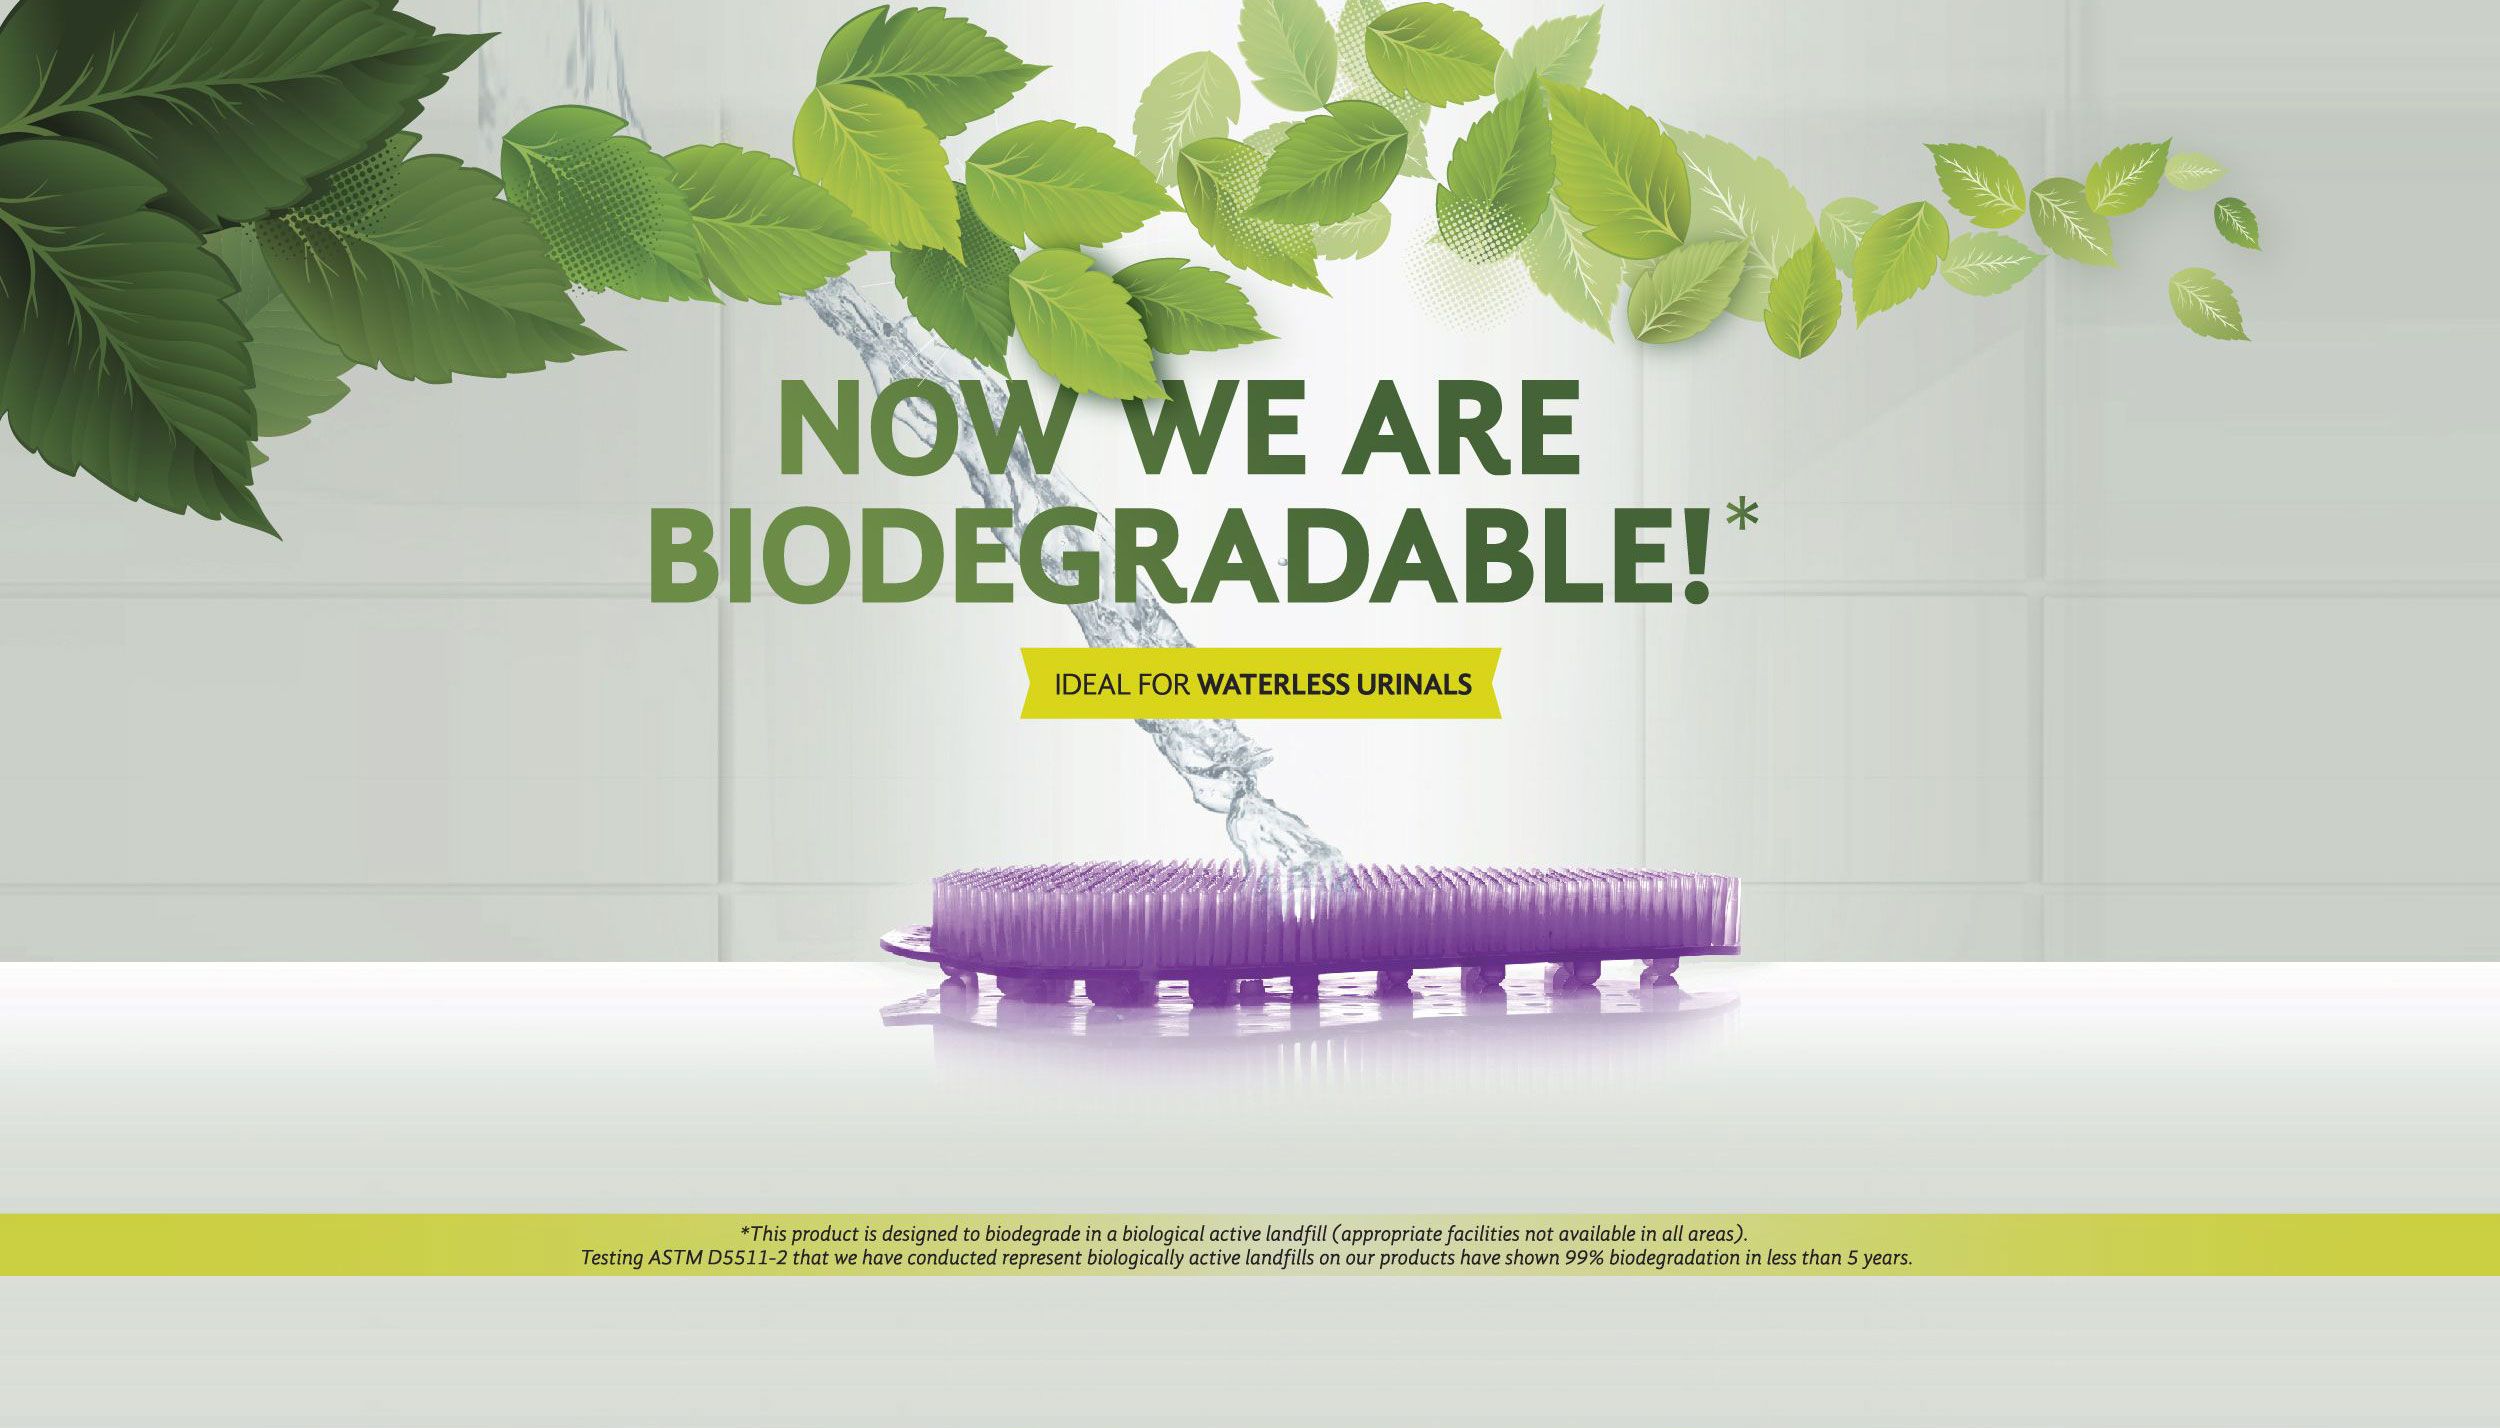 NOW WE ARE
BIODEGRADABLE!*
IDEAL FOR WATERLESS URINALS
*This product is designed to biodegrade in a biological active landfill (appropriate facilities not available in all areas).
Testing ASTM D5511-2 that we have conducted represent biologically active landfills on our products have shown 99% biodegradation in less than 5 years.